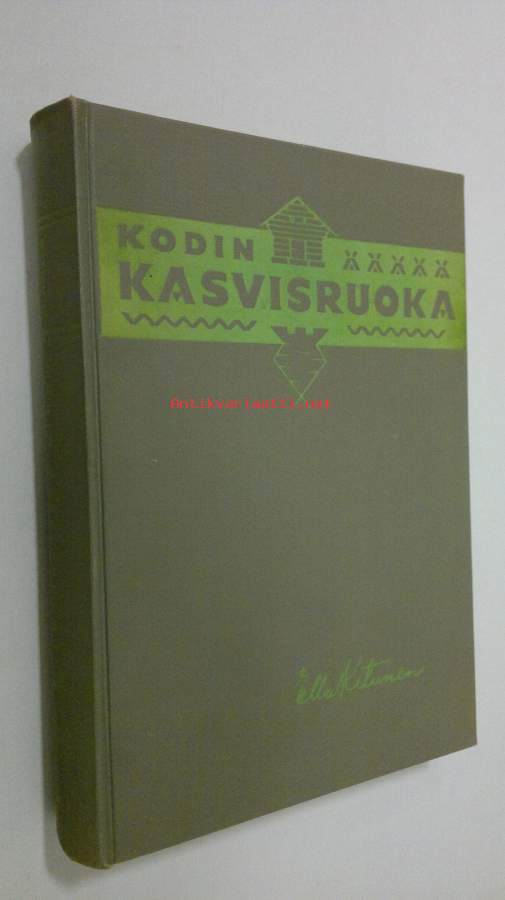 KODIN
KASVISRUOKA
Antikvariaatti.net
Ella Kitunen